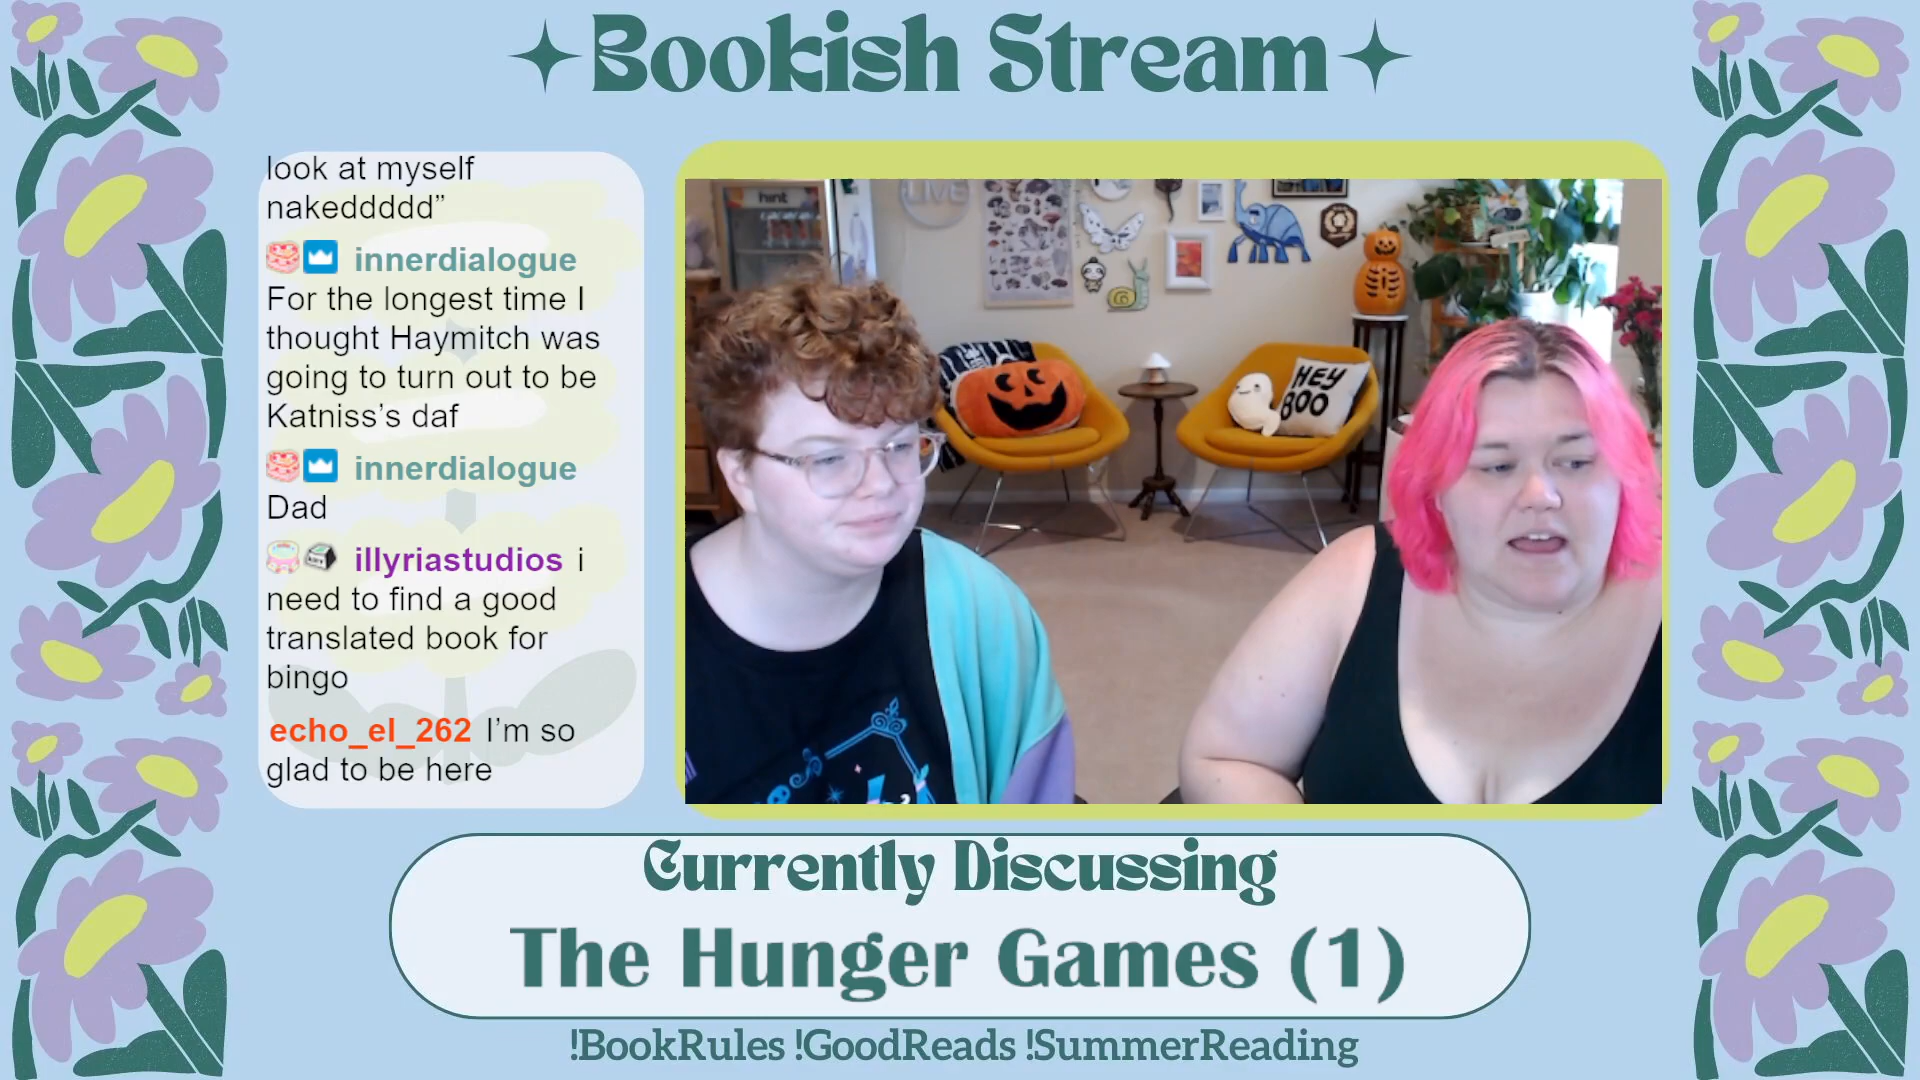 Bookish Stream
look at myself
nakeddddd”
innerdialogue
For the longest time I
thought Haymitch was
going to turn out to be
Katniss’s daf
innerdialogue
Dad
illyriastudios i
need to find a good
translated book for
bingo
echo_el_262 I’m so
glad to be here
hint
LIVE
HEY
BOO
Currently Discussing
The Hunger Games (1)
!BookRules !GoodReads !SummerReading